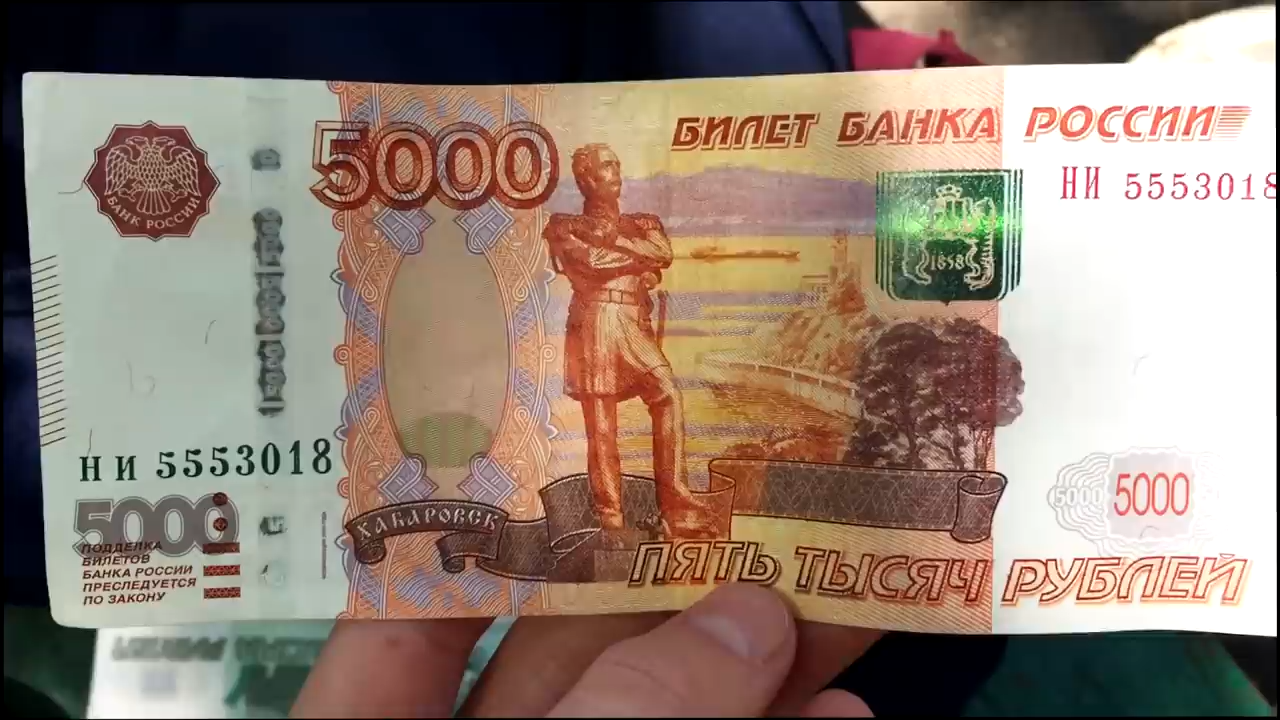 БИЛЕТ БАНКА РОССИИ
5000
БАНК РОССИИ
НИ 5553018
1858
НИ 5553018
5000
ХАБАРОВСК
5000 5000
ПОДДЕЛКА
БИЛЕТОВ
БАНКА РОССИИ
ПРЕСЛЕДУЕТСЯ
ПО ЗАКОНУ
ПЯТЬ ТЫСЯЧ РУБЛЕЙ